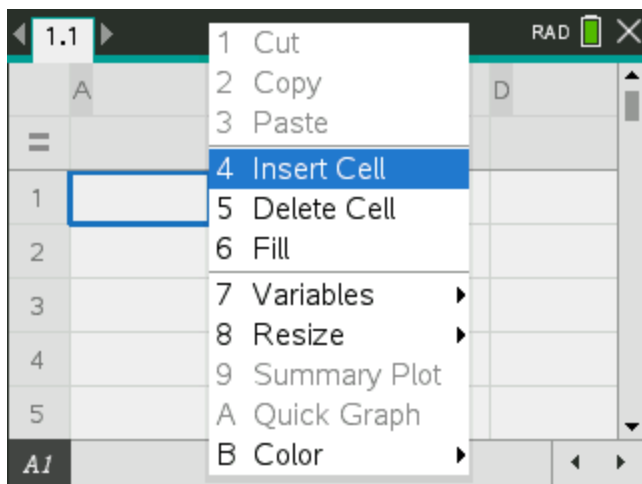 1.1 RAD
A D
=
1
2
3
4
5
A1
1 Cut
2 Copy
3 Paste
4 Insert Cell
5 Delete Cell
6 Fill
7 Variables
8 Resize
9 Summary Plot
A Quick Graph
B Color